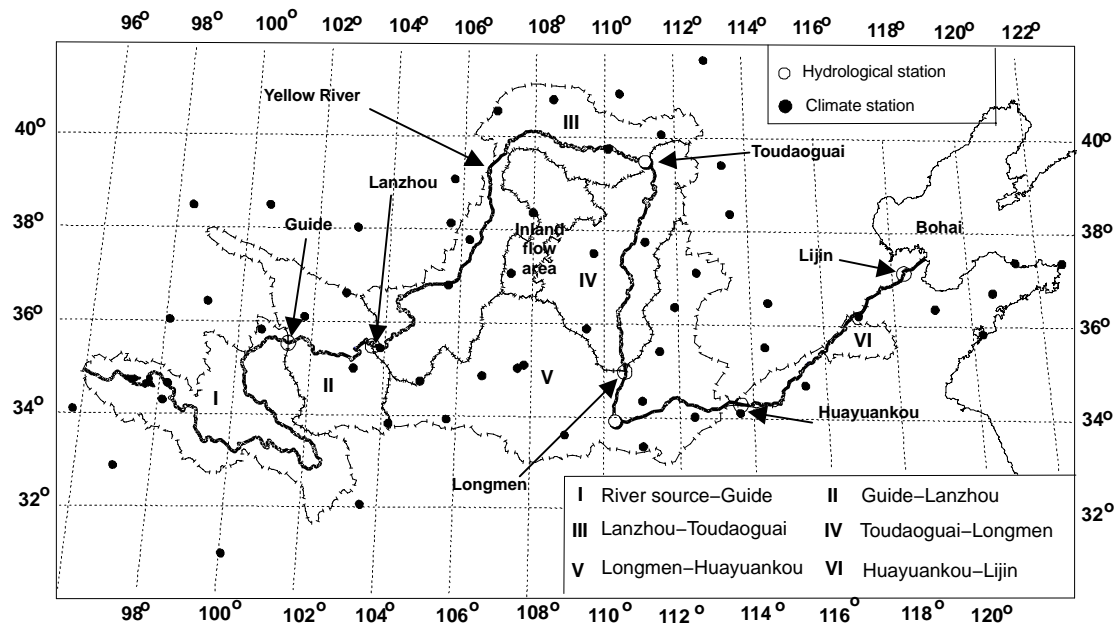 96° 98° 100° 102° 104° 106° 108° 110° 112° 114° 116° 118° 120° 122°
Hydrological station
Climate station
Yellow River
III
40°
40°
Toudaoguai
Lanzhou
38°
Guide
Inland
flow
area
Bohai
38°
Lijin
IV
36°
36°
VI
I
II
V
34°
Huayuankou
34°
Longmen
32°
32°
I River source–Guide
II Guide–Lanzhou
III Lanzhou–Toudaoguai
IV Toudaoguai–Longmen
V Longmen–Huayuankou
VI Huayuankou–Lijin
98° 100° 102° 104° 106° 108° 110° 112° 114° 116° 118° 120°